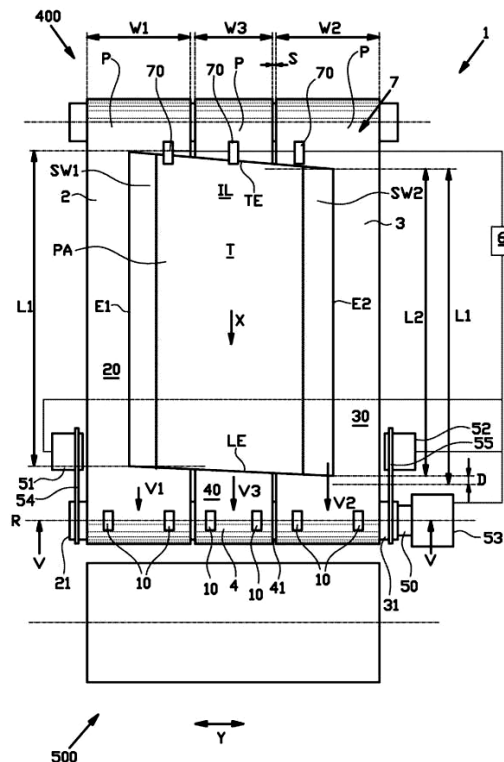 400 W1 W3 W2 1
P 70 70 P S 70 P 7
SW1 IL TE SW2
2 3 6
PA T
L1 E1 X E2 L2 L1
20 30
LE 52
51 55
54 V1 40 V3 V2 D
R
V V
21 10 10 4 10 41 10 31 50 53
10
Y
500